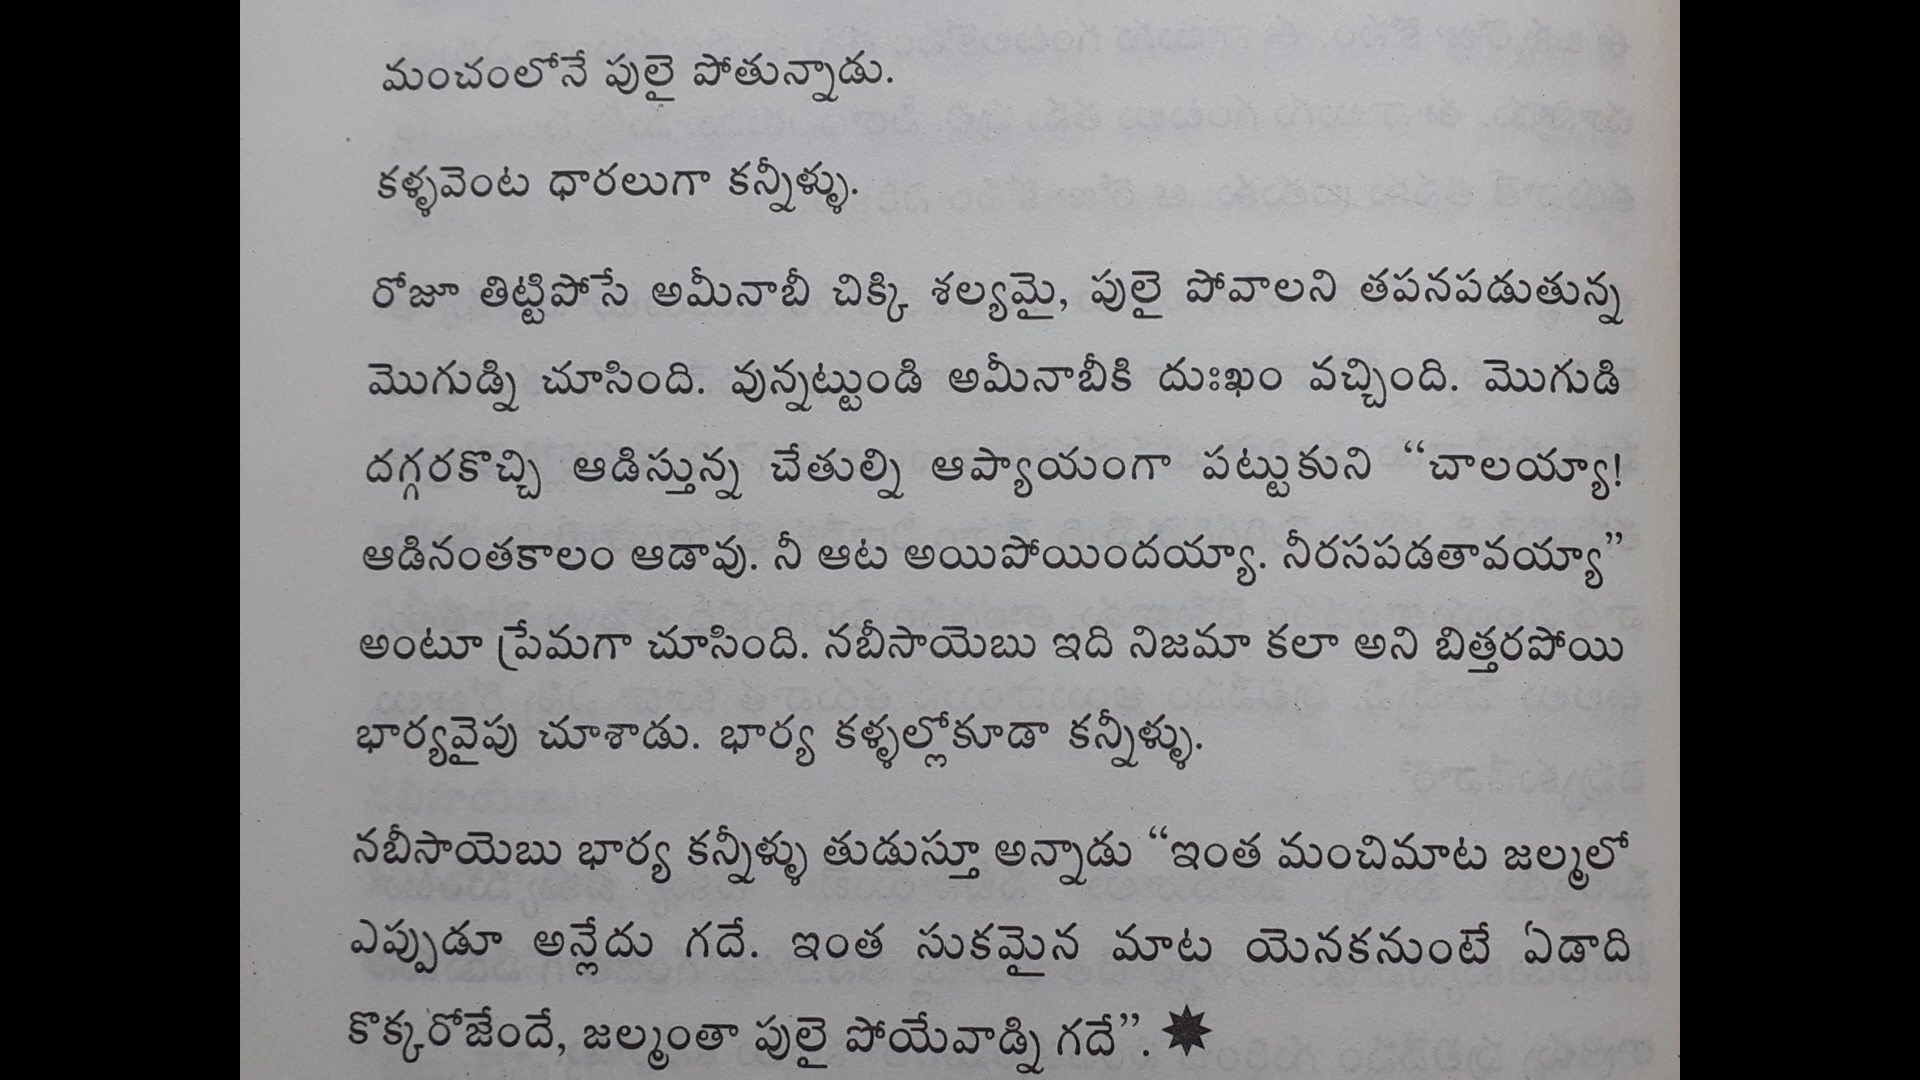 మంచంలోనే పులై పోతున్నాడు.
కళ్ళవెంట ధారలుగా కన్నీళ్ళు.
రోజూ తిట్టిపోసే అమీనాబీ చిక్కి శల్యమై, పులై పోవాలని తపనపడుతున్న
మొగుడ్ని చూసింది. వున్నట్టుండి అమీనాబీకి దుఃఖం వచ్చింది. మొగుడి
దగ్గరకొచ్చి ఆడిస్తున్న చేతుల్ని ఆప్యాయంగా పట్టుకుని “చాలయ్యా!
ఆడినంతకాలం ఆడావు. నీ ఆట అయిపోయిందయ్యా. నీరసపడతావయ్యా”
అంటూ ప్రేమగా చూసింది. నబీసాయెబు ఇది నిజమా కలా అని బిత్తరపోయి
భార్యవైపు చూశాడు. భార్య కళ్ళల్లోకూడా కన్నీళ్ళు.
నబీసాయెబు భార్య కన్నీళ్ళు తుడుస్తూ అన్నాడు “ఇంత మంచిమాట జల్మలో
ఎప్పుడూ అన్లేదు గదే. ఇంత సుకమైన మాట యెనకనుంటే ఏడాది
కొక్కరోజేందే, జల్మంతా పులై పోయేవాడ్ని గదే”.